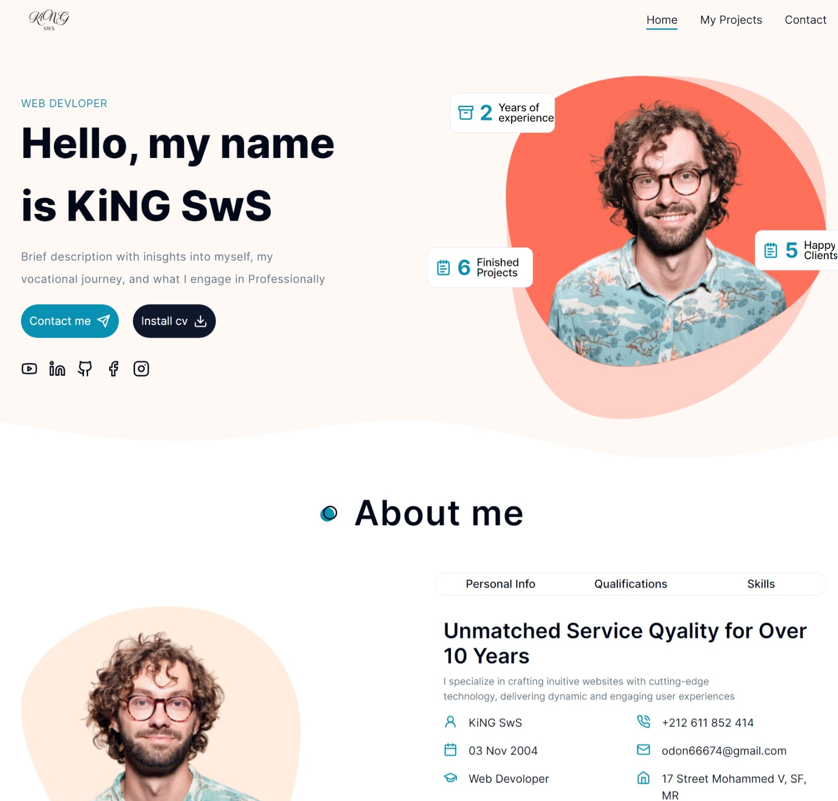 KiNG
SWS
Home
My Projects
Contact
WEB DEVLOPER
Hello, my name
is KiNG SwS
Brief description with inisghts into myself, my
vocational journey, and what I engage in Professionally
Contact me
Install cv
2 Years of
experience
6 Finished
Projects
5 Happy
Clients
About me
Personal Info
Qualifications
Skills
Unmatched Service Qyality for Over
10 Years
I specialize in crafting inuitive websites with cutting-edge
technology, delivering dynamic and engaging user experiences
KiNG SwS
+212 611 852 414
03 Nov 2004
odon66674@gmail.com
Web Devoloper
17 Street Mohammed V, SF,
MR